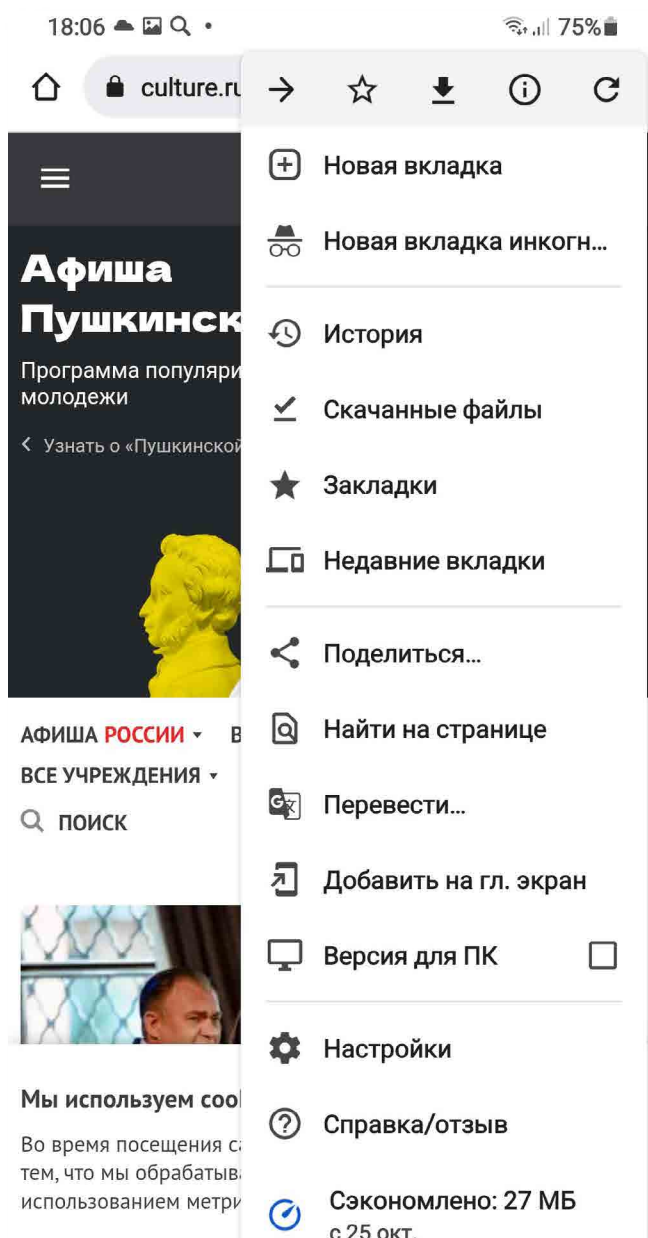 18:06
75%
culture.ru
Новая вкладка
Новая вкладка инкогн...
История
Скачанные файлы
Закладки
Недавние вкладки
Поделиться...
Найти на странице
Перевести...
Добавить на гл. экран
Версия для ПК
Настройки
Справка/отзыв
Сэкономлено: 27 МБ
с 25 окт.
Афиша
Пушкинск
Программа популяри
молодежи
Узнать о «Пушкинской
АФИША РОССИИ В
ВСЕ УЧРЕЖДЕНИЯ
ПОИСК
Мы используем cool
Во время посещения са
тем, что мы обрабатыва
использованием метри